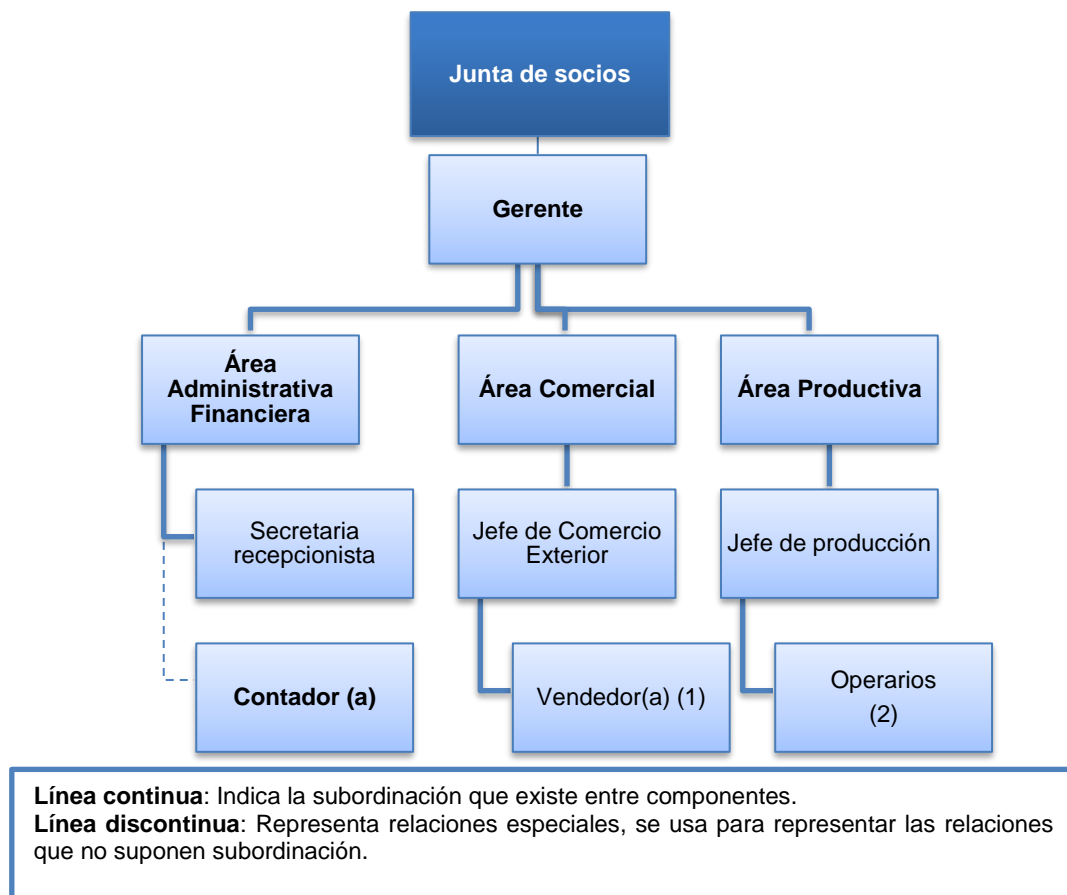 Junta de socios
Gerente
Área
Administrativa
Financiera
Área Comercial
Área Productiva
Secretaria
recepcionista
Jefe de Comercio
Exterior
Jefe de producción
Contador (a)
Vendedor(a) (1)
Operarios
(2)
Línea continua: Indica la subordinación que existe entre componentes.
Línea discontinua: Representa relaciones especiales, se usa para representar las relaciones
que no suponen subordinación.